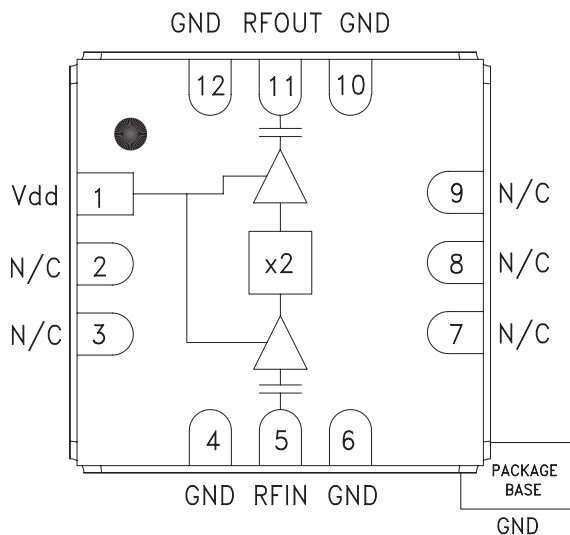 GND RFOUT GND
12 11 10
Vdd 1
9 N/C
N/C 2
x2
8 N/C
N/C 3
7 N/C
4 5 6
GND RFIN GND
PACKAGE
BASE
GND